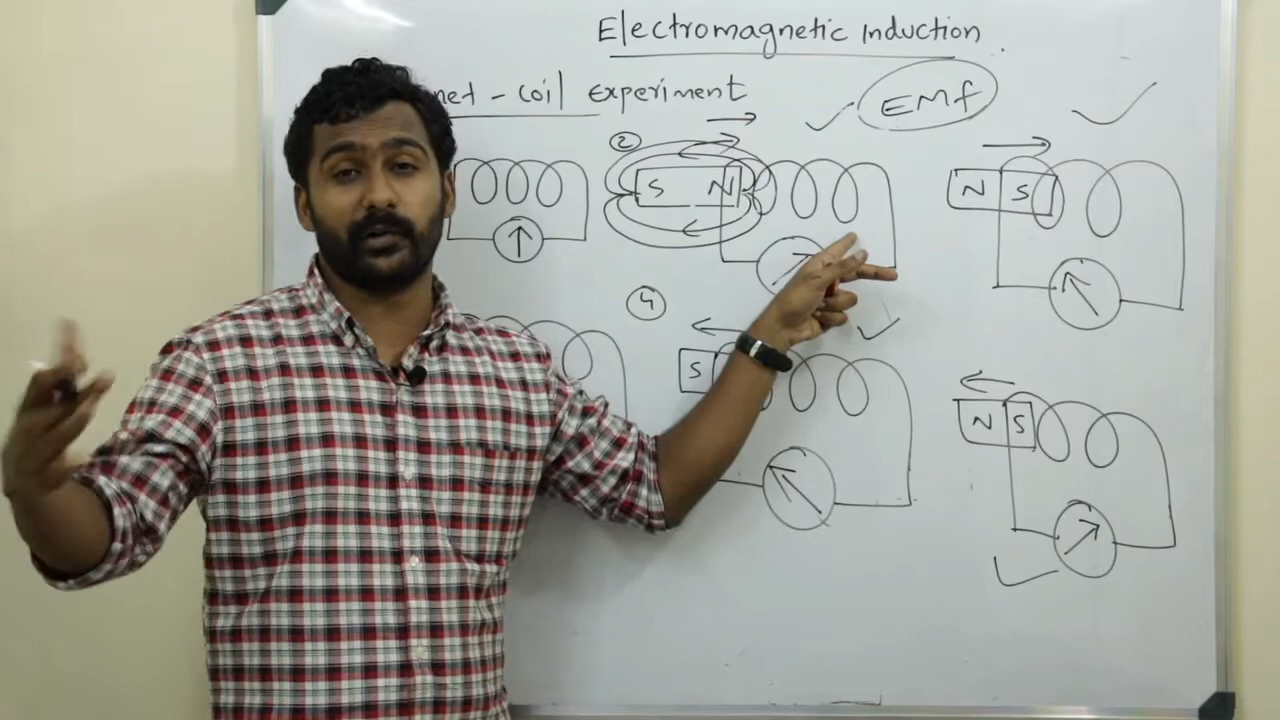 Electromagnetic Induction
net - coil experiment
EMf
2
S N
N S
4
S
N S